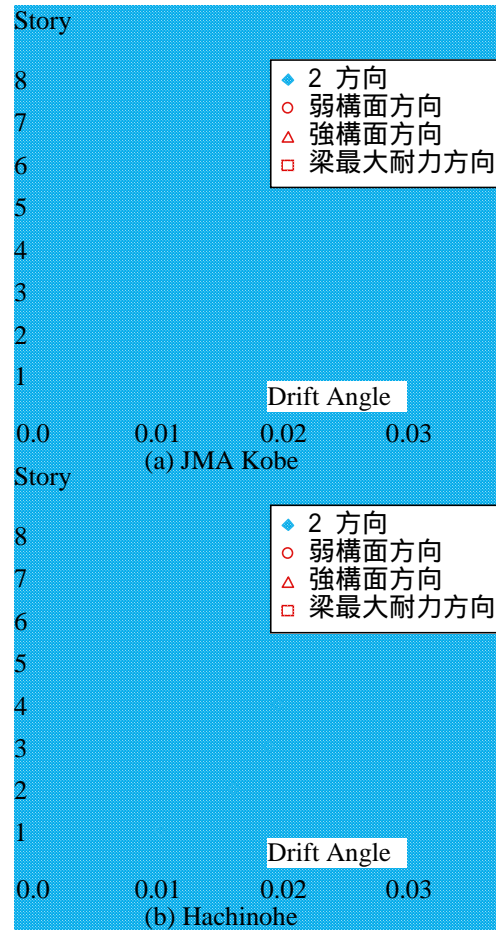 Story
8
7
6
5
4
3
2
1
2 方向
弱構面方向
強構面方向
梁最大耐力方向
Drift Angle
0.0 0.01 0.02 0.03
(a) JMA Kobe
Story
8
7
6
5
4
3
2
1
2 方向
弱構面方向
強構面方向
梁最大耐力方向
Drift Angle
0.0 0.01 0.02 0.03
(b) Hachinohe